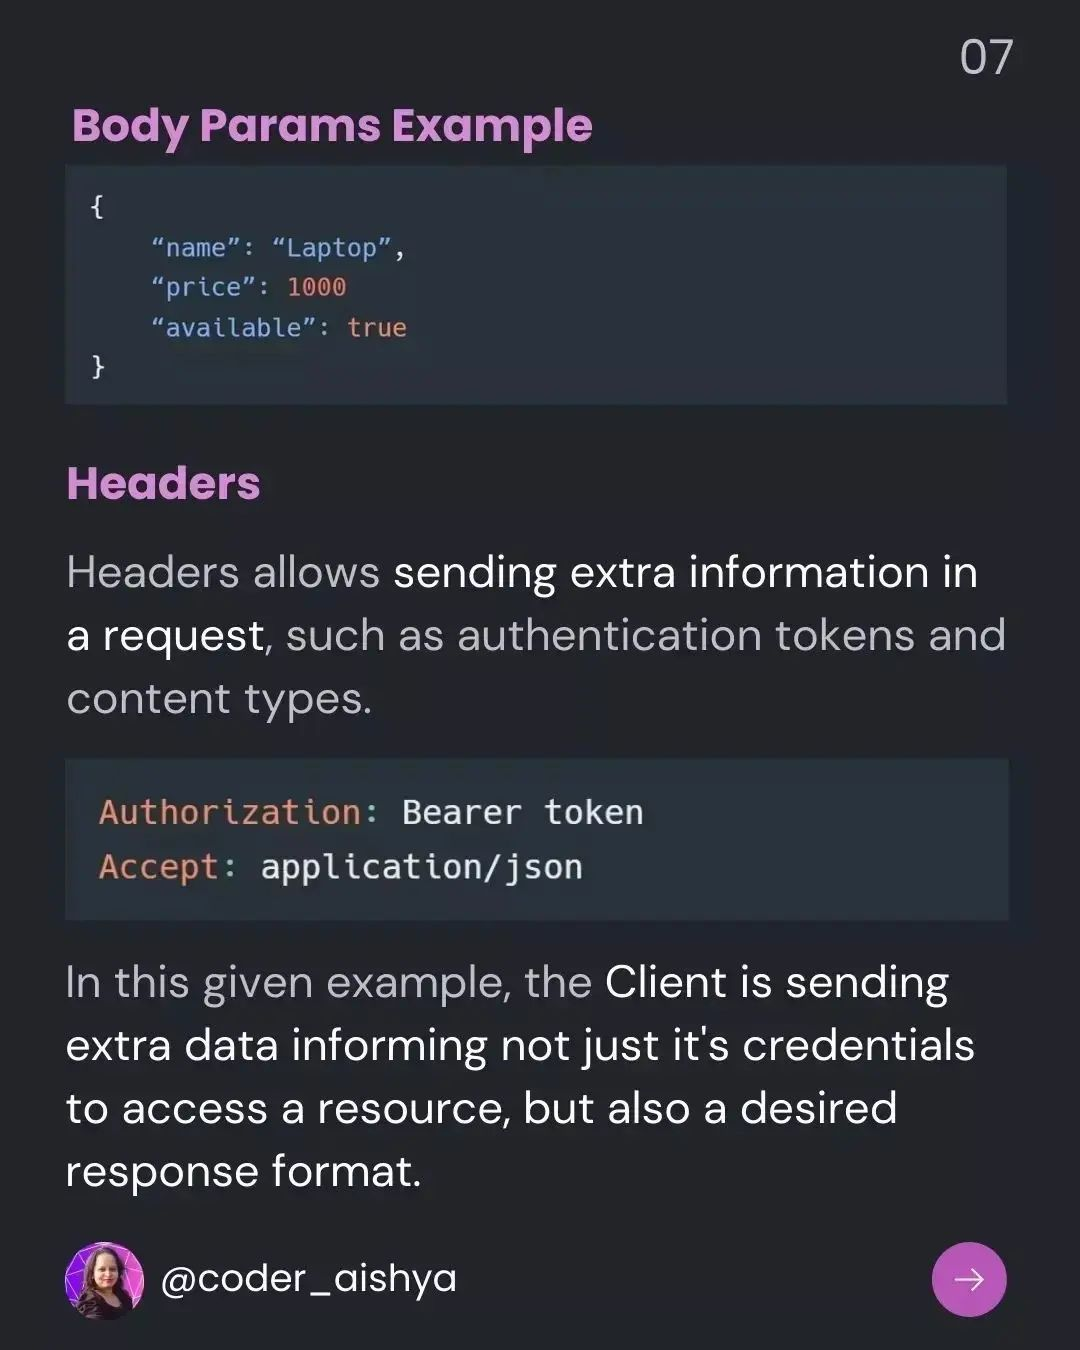 07
Body Params Example
{
“name”: “Laptop”,
“price”: 1000
“available”: true
}
Headers
Headers allows sending extra information in
a request, such as authentication tokens and
content types.
Authorization: Bearer token
Accept: application/json
In this given example, the Client is sending
extra data informing not just it's credentials
to access a resource, but also a desired
response format.
@coder_aishya